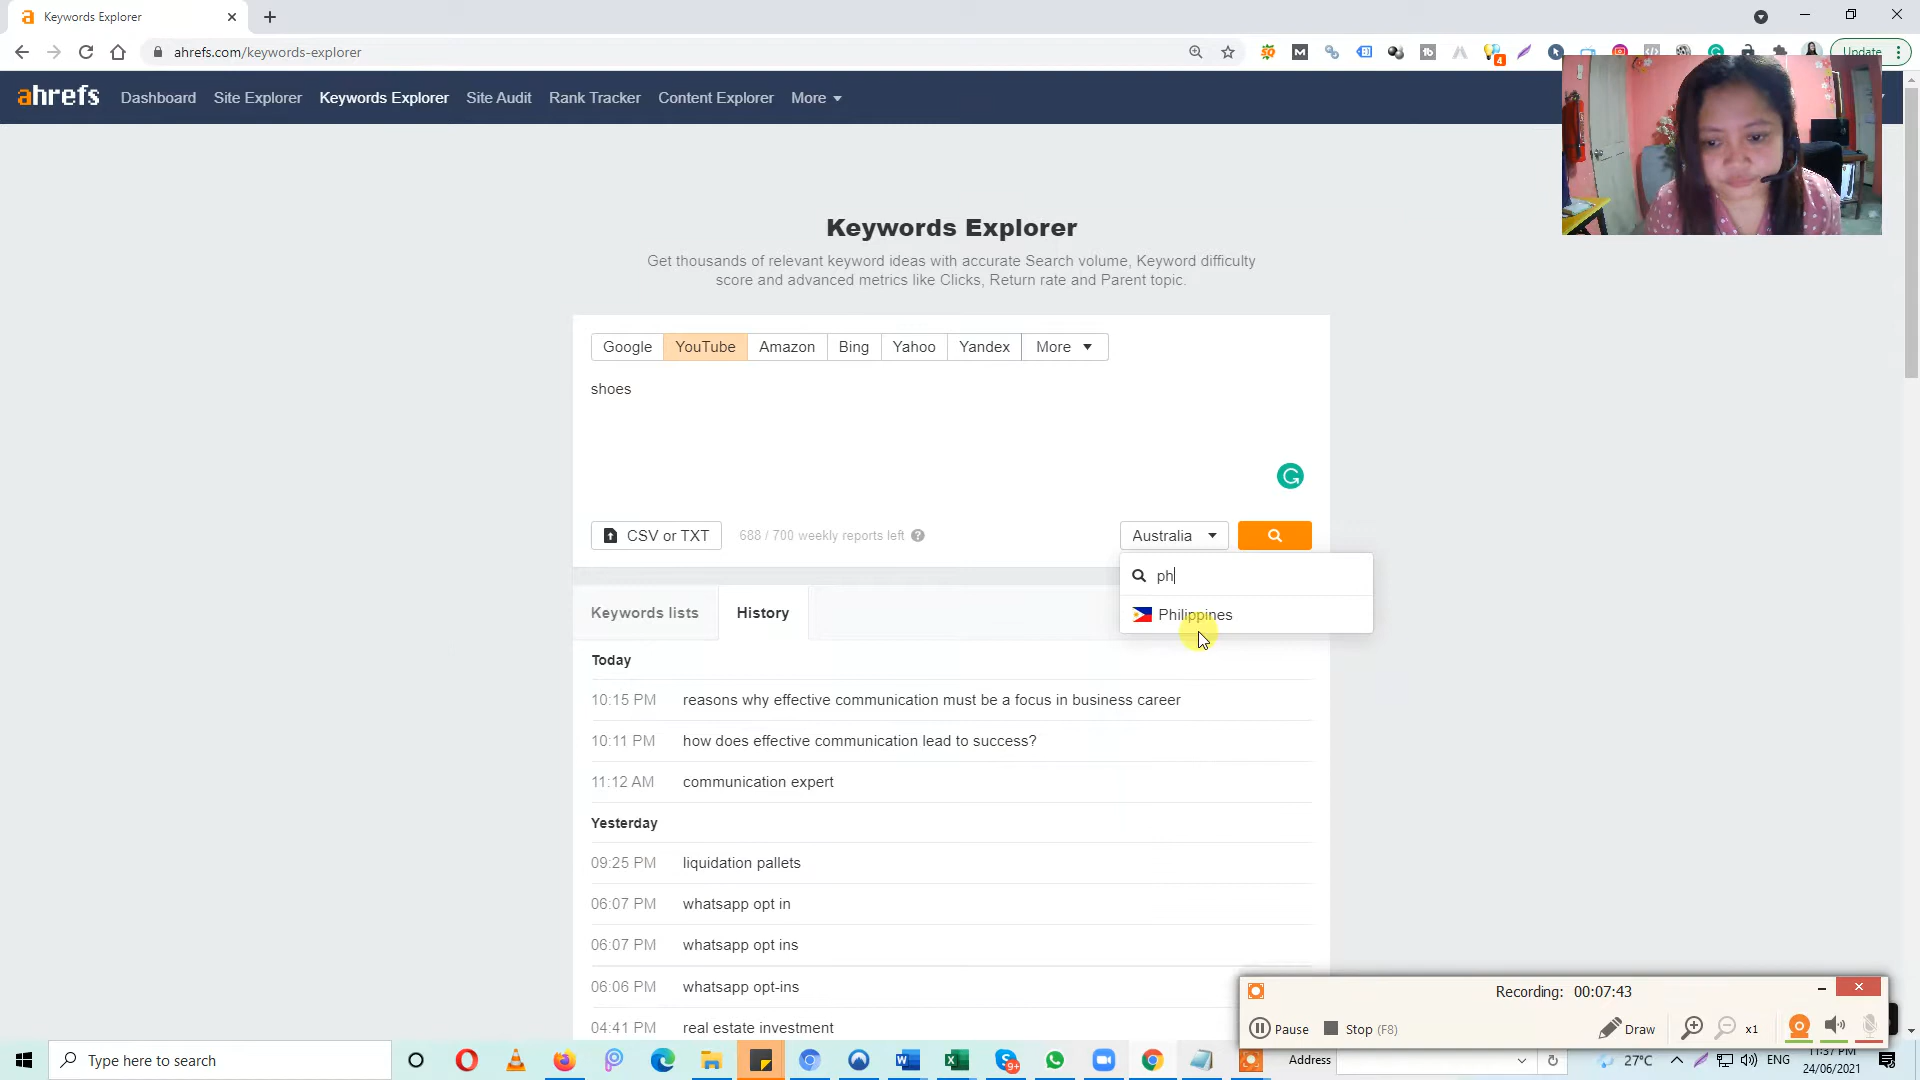 Keywords Explorer
ahrefs.com/keywords-explorer
Update
4
ahrefs
Dashboard
Site Explorer
Keywords Explorer
Site Audit
Rank Tracker
Content Explorer
More
Keywords Explorer
Get thousands of relevant keyword ideas with accurate Search volume, Keyword difficulty
score and advanced metrics like Clicks, Return rate and Parent topic.
Google
YouTube
Amazon
Bing
Yahoo
Yandex
More
shoes
CSV or TXT
688 / 700 weekly reports left
Australia
ph
Philippines
Keywords lists
History
Today
10:15 PM reasons why effective communication must be a focus in business career
10:11 PM how does effective communication lead to success?
11:12 AM communication expert
Yesterday
09:25 PM liquidation pallets
06:07 PM whatsapp opt in
06:07 PM whatsapp opt ins
06:06 PM whatsapp opt-ins
04:41 PM real estate investment
Recording: 00:07:43
Pause
Stop (F8)
Draw
x1
Type here to search
Address
27°C
ENG
11:37 PM
24/06/2021